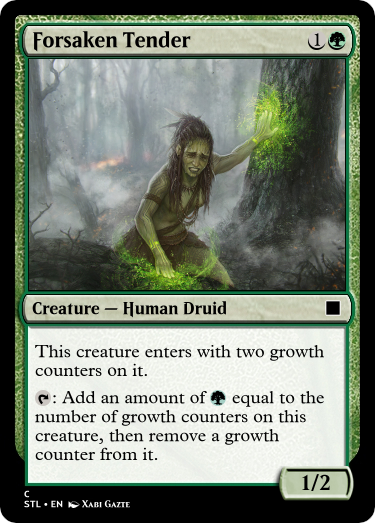 Forsaken Tender 1
Creature — Human Druid
This creature enters with two growth
counters on it.
: Add an amount of equal to the
number of growth counters on this
creature, then remove a growth
counter from it.
1/2
C
STL • EN Xabi Gazte